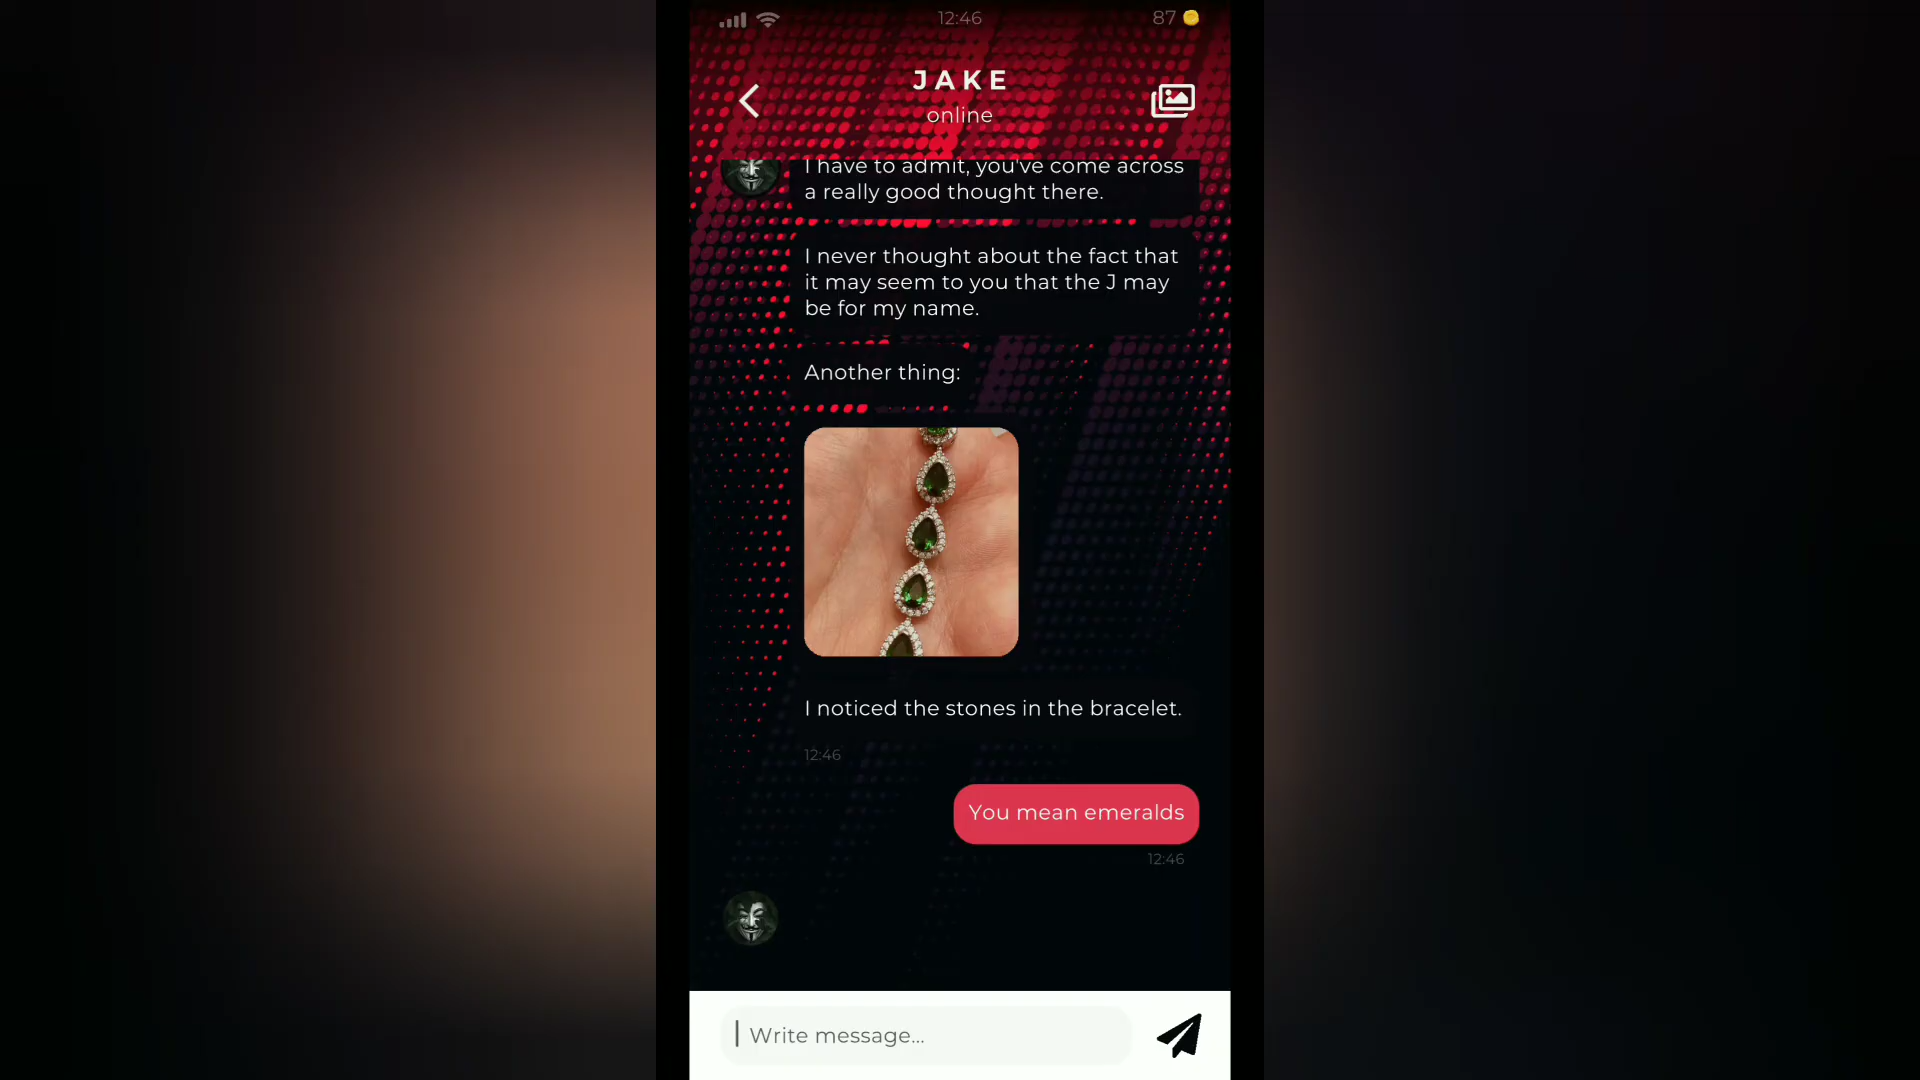 12:46
87
JAKE
online
I have to admit, you've come across
a really good thought there.
I never thought about the fact that
it may seem to you that the J may
be for my name.
Another thing:
I noticed the stones in the bracelet.
12:46
You mean emeralds
12:46
Write message...